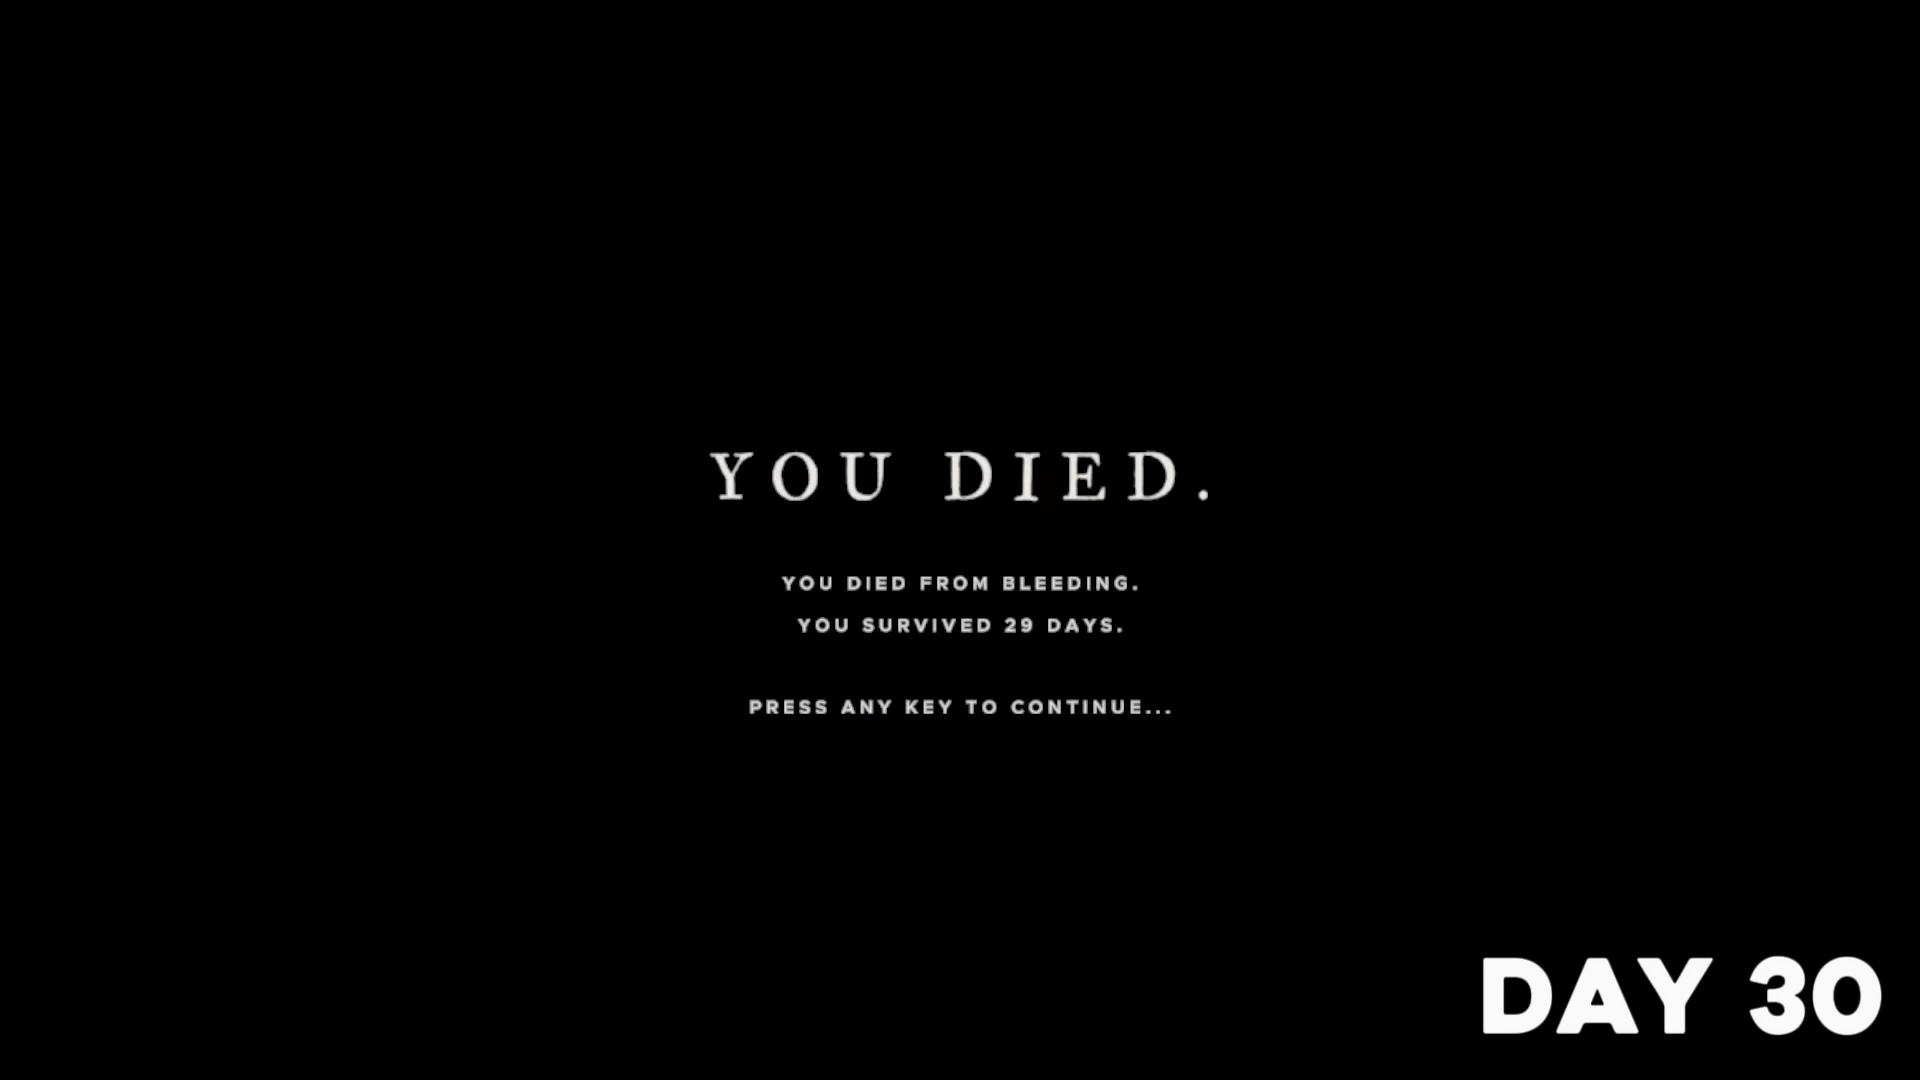 YOU DIED.
YOU DIED FROM BLEEDING.
YOU SURVIVED 29 DAYS.
PRESS ANY KEY TO CONTINUE...
DAY 30